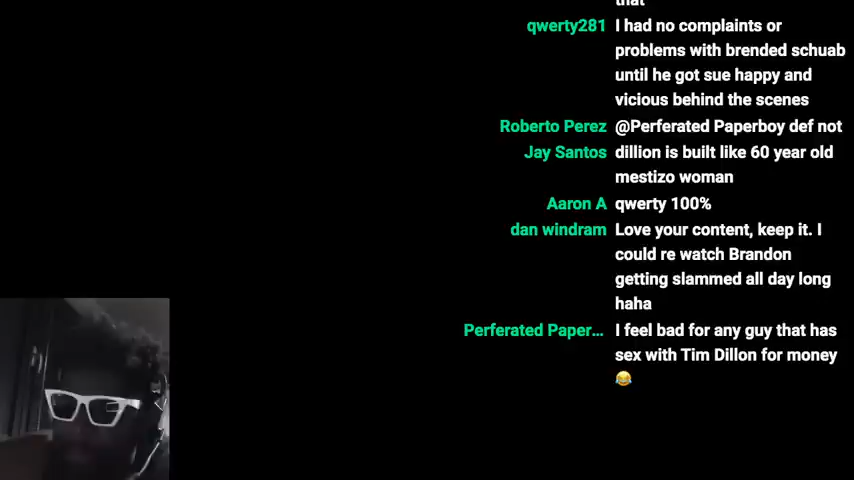 that
qwerty281 I had no complaints or
problems with brended schuab
until he got sue happy and
vicious behind the scenes
Roberto Perez @Perferated Paperboy def not
Jay Santos dillion is built like 60 year old
mestizo woman
Aaron A qwerty 100%
dan windram Love your content, keep it. I
could re watch Brandon
getting slammed all day long
haha
Perferated Paper... I feel bad for any guy that has
sex with Tim Dillon for money
😂